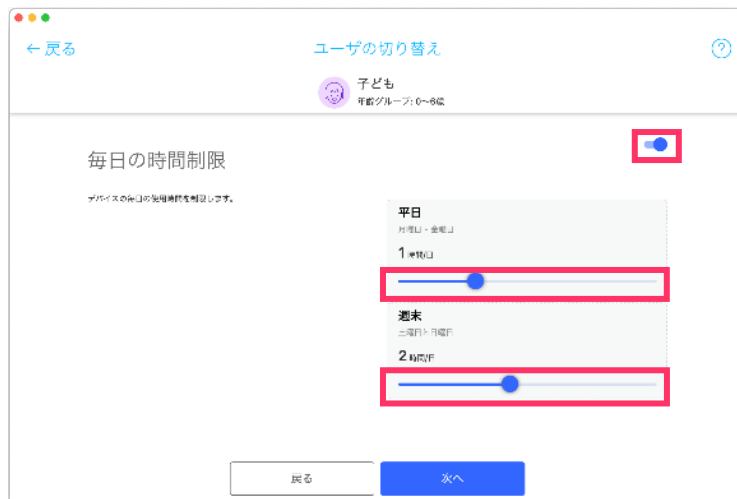 ← 戻る
ユーザの切り替え
?
子ども
年齢グループ: 0〜6歳
毎日の時間制限
デバイスの毎日の使用時間を制限します。
平日
月曜日 - 金曜日
1 時間/日
週末
土曜日と日曜日
2 時間/日
戻る
次へ